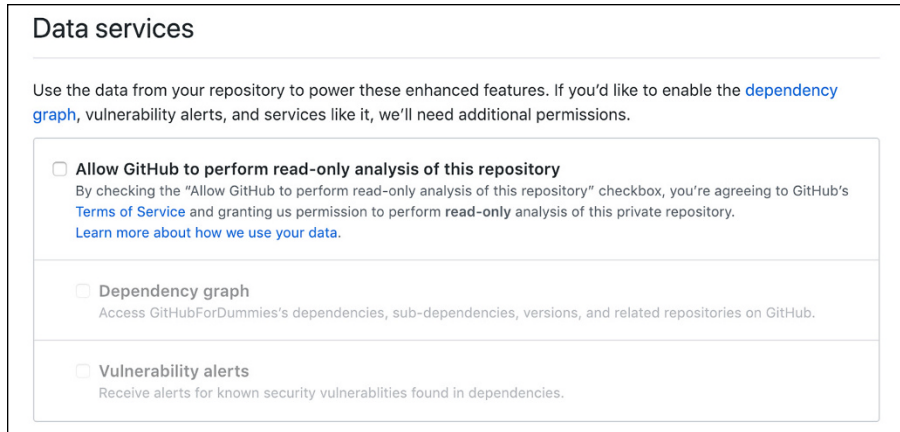 Data services
Use the data from your repository to power these enhanced features. If you’d like to enable the dependency
graph, vulnerability alerts, and services like it, we’ll need additional permissions.
Allow GitHub to perform read-only analysis of this repository
By checking the “Allow GitHub to perform read-only analysis of this repository” checkbox, you’re agreeing to GitHub’s
Terms of Service and granting us permission to perform read-only analysis of this private repository.
Learn more about how we use your data.
Dependency graph
Access GitHubForDummies’s dependencies, sub-dependencies, versions, and related repositories on GitHub.
Vulnerability alerts
Receive alerts for known security vulnerablities found in dependencies.